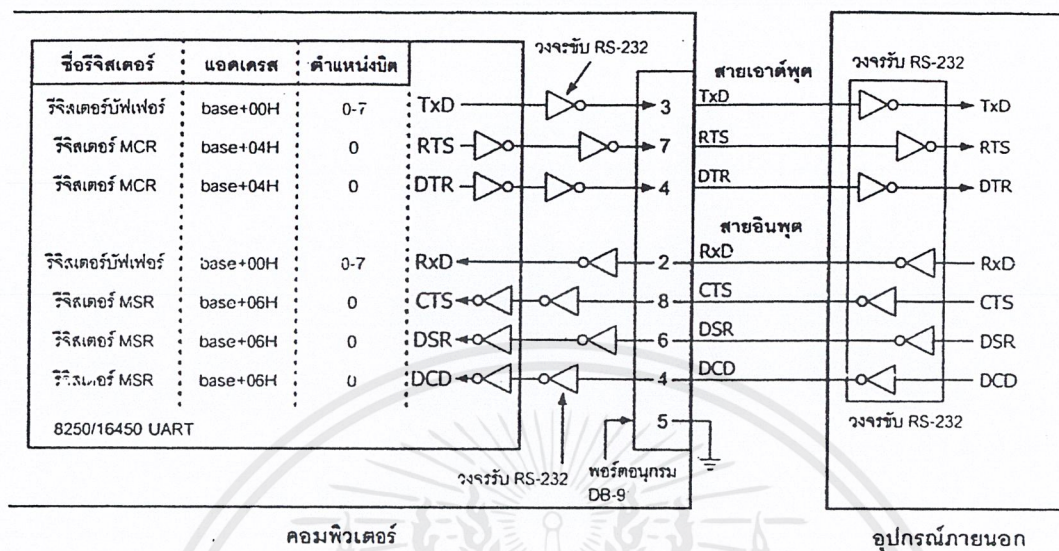 วงจรขับ RS-232
ชื่อรีจิสเตอร์ แอดเดรส ตำแหน่งบิต
สายเอาต์พุต
วงจรรับ RS-232
รีจิสเตอร์บัฟเฟอร์ base+00H 0-7 TxD 3 TxD TxD
รีจิสเตอร์ MCR base+04H 0 RTS 7 RTS RTS
รีจิสเตอร์ MCR base+04H 0 DTR 4 DTR DTR
สายอินพุต
รีจิสเตอร์บัฟเฟอร์ base+00H 0-7 RxD 2 RxD RxD
รีจิสเตอร์ MSR base+06H 0 CTS 8 CTS CTS
รีจิสเตอร์ MSR base+06H 0 DSR 6 DSR DSR
รีจิสเตอร์ MSR base+06H 0 DCD 4 DCD DCD
8250/16450 UART
5
วงจรขับ RS-232
วงจรรับ RS-232
พอร์ตอนุกรม
DB-9
คอมพิวเตอร์
อุปกรณ์ภายนอก